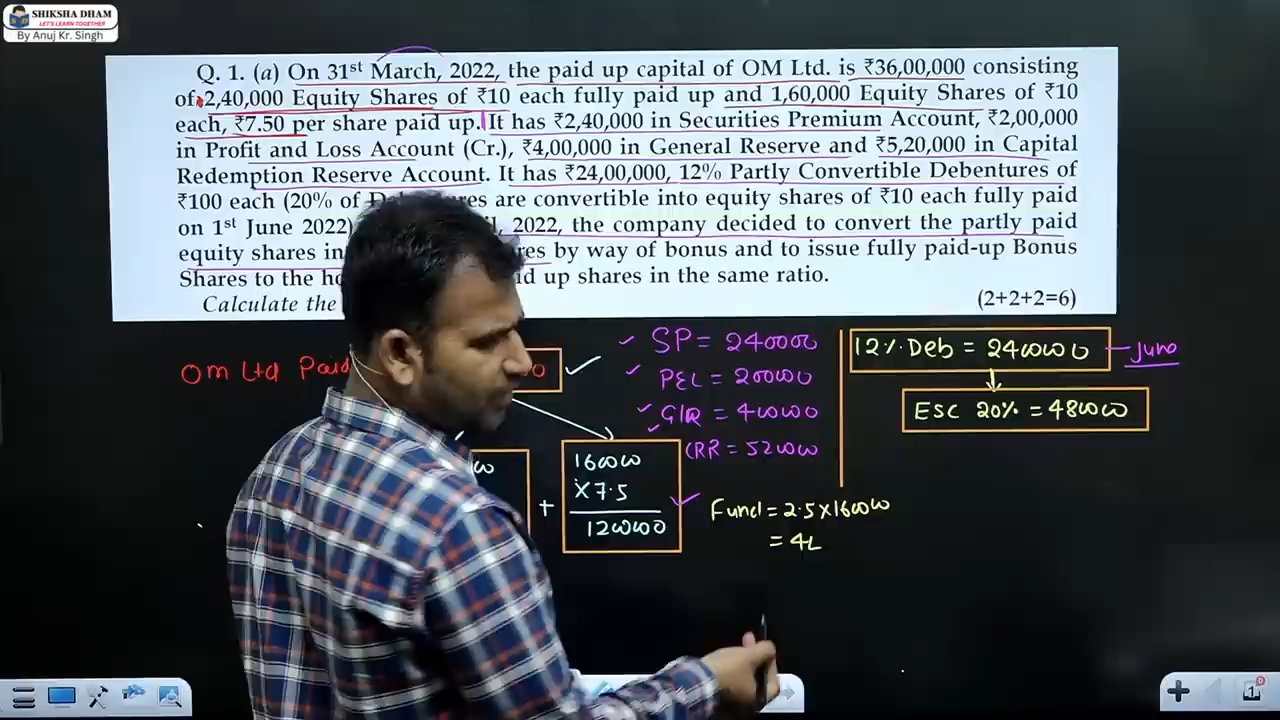 SHIKSHA DHAM
LET'S LEARN TOGETHER
By Anuj Kr. Singh
Q. 1. (a) On 31st March, 2022, the paid up capital of OM Ltd. is ₹36,00,000 consisting
of 2,40,000 Equity Shares of ₹10 each fully paid up and 1,60,000 Equity Shares of ₹10
each, ₹7.50 per share paid up. It has ₹2,40,000 in Securities Premium Account, ₹2,00,000
in Profit and Loss Account (Cr.), ₹4,00,000 in General Reserve and ₹5,20,000 in Capital
Redemption Reserve Account. It has ₹24,00,000, 12% Partly Convertible Debentures of
₹100 each (20% of res are convertible into equity shares of ₹10 each fully paid
on 1st June 2022) 2022, the company decided to convert the partly paid
equity shares in res by way of bonus and to issue fully paid-up Bonus
Shares to the id up shares in the same ratio.
Calculate the (2+2+2=6)
Om Ltd Paid
SP = 240000
P&L = 200000
G/R = 400000
CRR = 520000
12% Deb = 2400000 June
ESC 20% = 480000
160000
X 7.5
1200000
+
Fund = 2.5 X 160000
= 4L
1